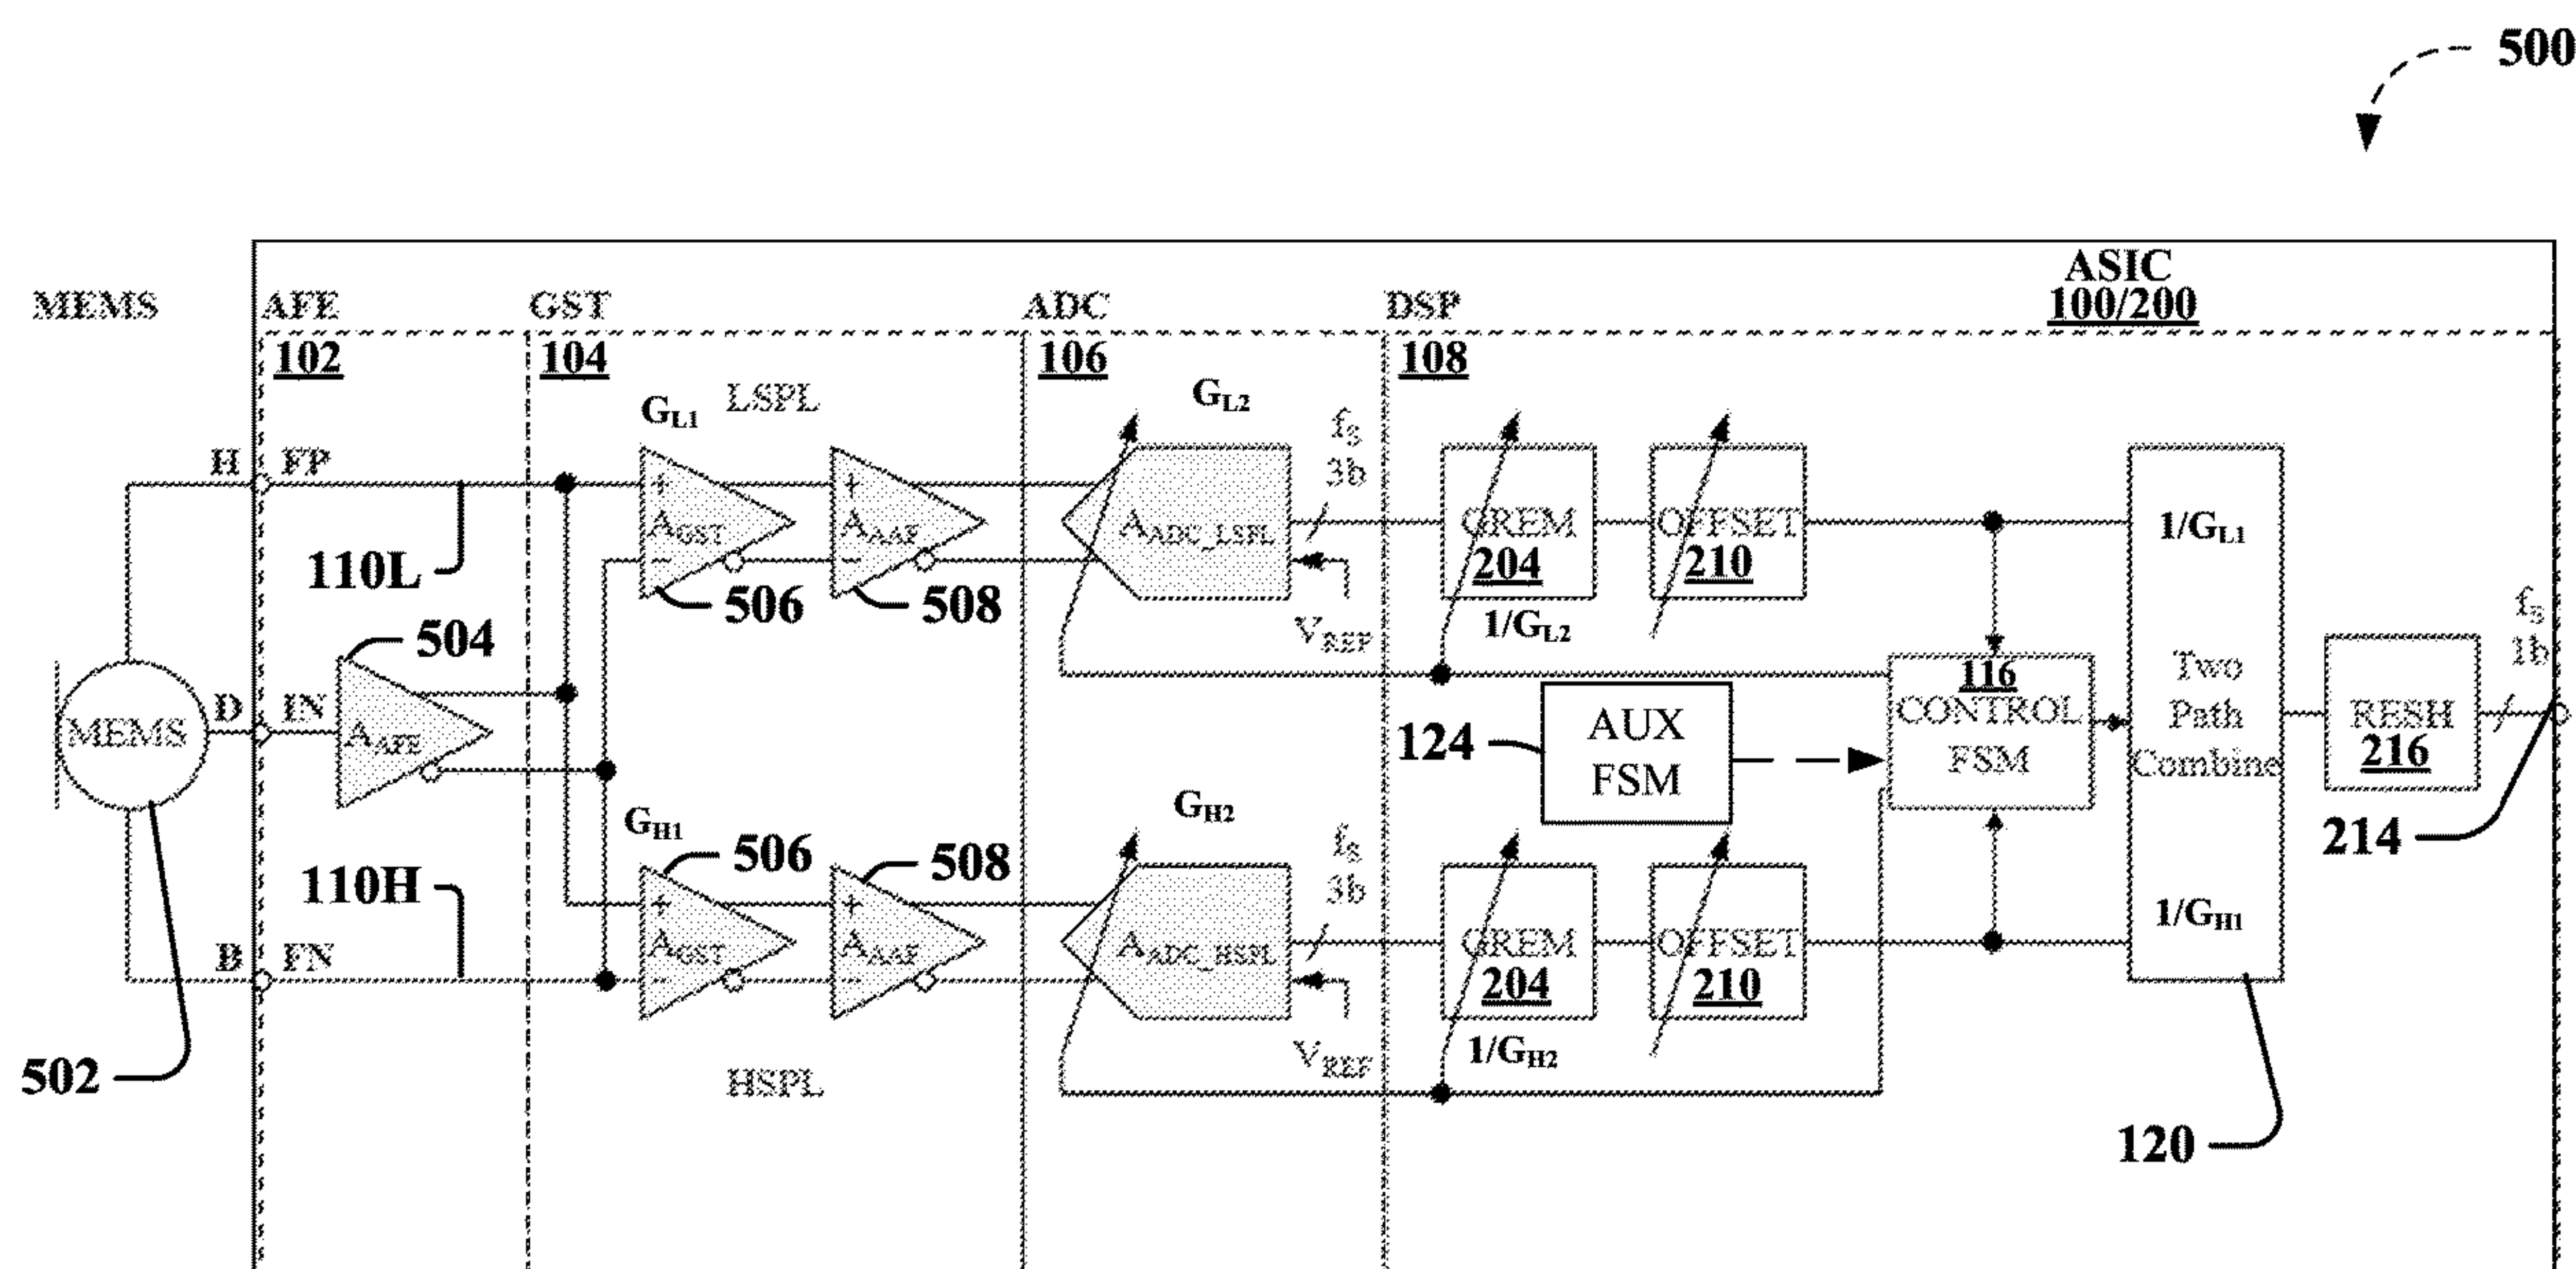 500
ASIC
100/200
MEMS
AFE
GST
ADC
DSP
102
104
106
108
LSPL
GL1
GL2
fS
3b
H
FP
+
+
AGST
AAAF
AADC_LSPL
GREM
204
OFFSET
210
1/GL1
110L
-
-
506
508
VREF
1/GL2
504
MEMS
D
IN
AAFE
124
AUX
FSM
116
CONTROL
FSM
Two
Path
Combine
RESH
216
fS
1b
214
GH1
GH2
506
508
fS
3b
110H
+
+
AGST
AAAF
AADC_HSPL
GREM
204
OFFSET
210
1/GH1
B
FN
-
-
VREF
1/GH2
502
HSPL
120